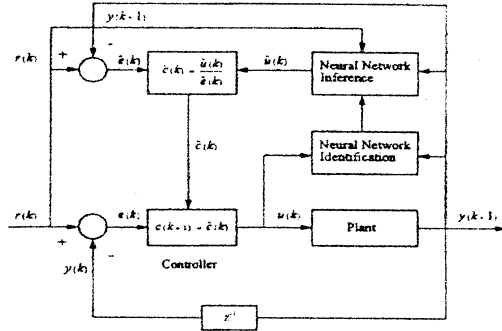 y(k+1)
r(k)
+
-
ê(k)
ĉ(k) = û(k)/ê(k)
û(k)
Neural Network
Inference
ĉ(k)
Neural Network
Identification
r(k)
+
-
e(k)
c(k+1) = ĉ(k)
u(k)
Plant
y(k+1)
y(k)
Controller
z⁻¹